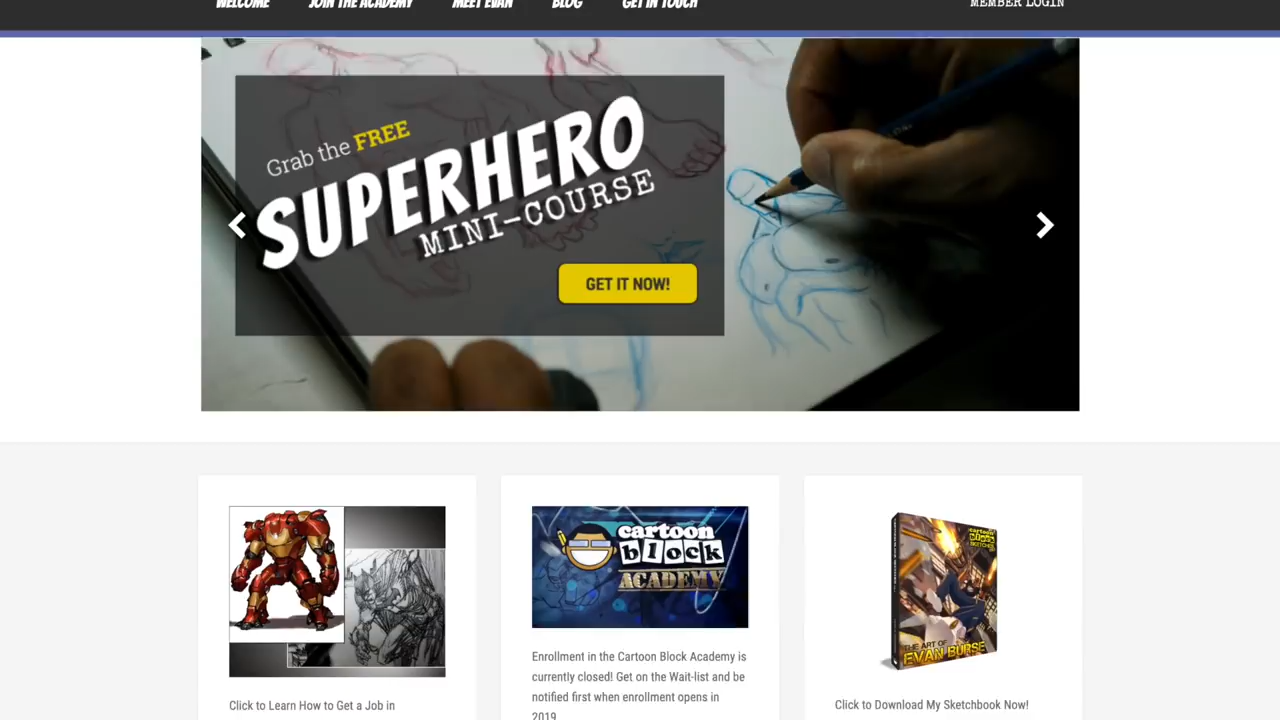 WELCOME JOIN THE ACADEMY MEET EVAN BLOG GET IN TOUCH MEMBER LOGIN
Grab the FREE
SUPERHERO
MINI-COURSE
GET IT NOW!
cartoon
block
ACADEMY
cartoon
block
THE ART OF
EVAN BURSE
Click to Learn How to Get a Job in
Enrollment in the Cartoon Block Academy is
currently closed! Get on the Wait-list and be
notified first when enrollment opens in
2019
Click to Download My Sketchbook Now!